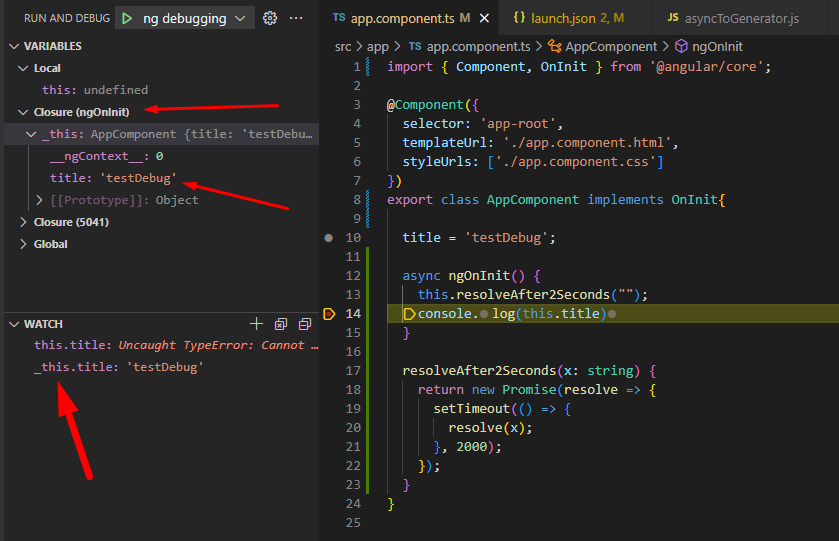 RUN AND DEBUG ng debugging ···
VARIABLES
Local
this: undefined
Closure (ngOnInit)
_this: AppComponent {title: 'testDebu…
__ngContext__: 0
title: 'testDebug'
[[Prototype]]: Object
Closure (5041)
Global
WATCH
this.title: Uncaught TypeError: Cannot …
_this.title: 'testDebug'
TS app.component.ts M {} launch.json 2, M JS asyncToGenerator.js
src > app > TS app.component.ts > AppComponent > ngOnInit
1 import { Component, OnInit } from '@angular/core';
2
3 @Component({
4 selector: 'app-root',
5 templateUrl: './app.component.html',
6 styleUrls: ['./app.component.css']
7 })
8 export class AppComponent implements OnInit{
9
10 title = 'testDebug';
11
12 async ngOnInit() {
13 this.resolveAfter2Seconds("");
14 console. log(this.title)
15 }
16
17 resolveAfter2Seconds(x: string) {
18 return new Promise(resolve => {
19 setTimeout(() => {
20 resolve(x);
21 }, 2000);
22 });
23 }
24 }
25